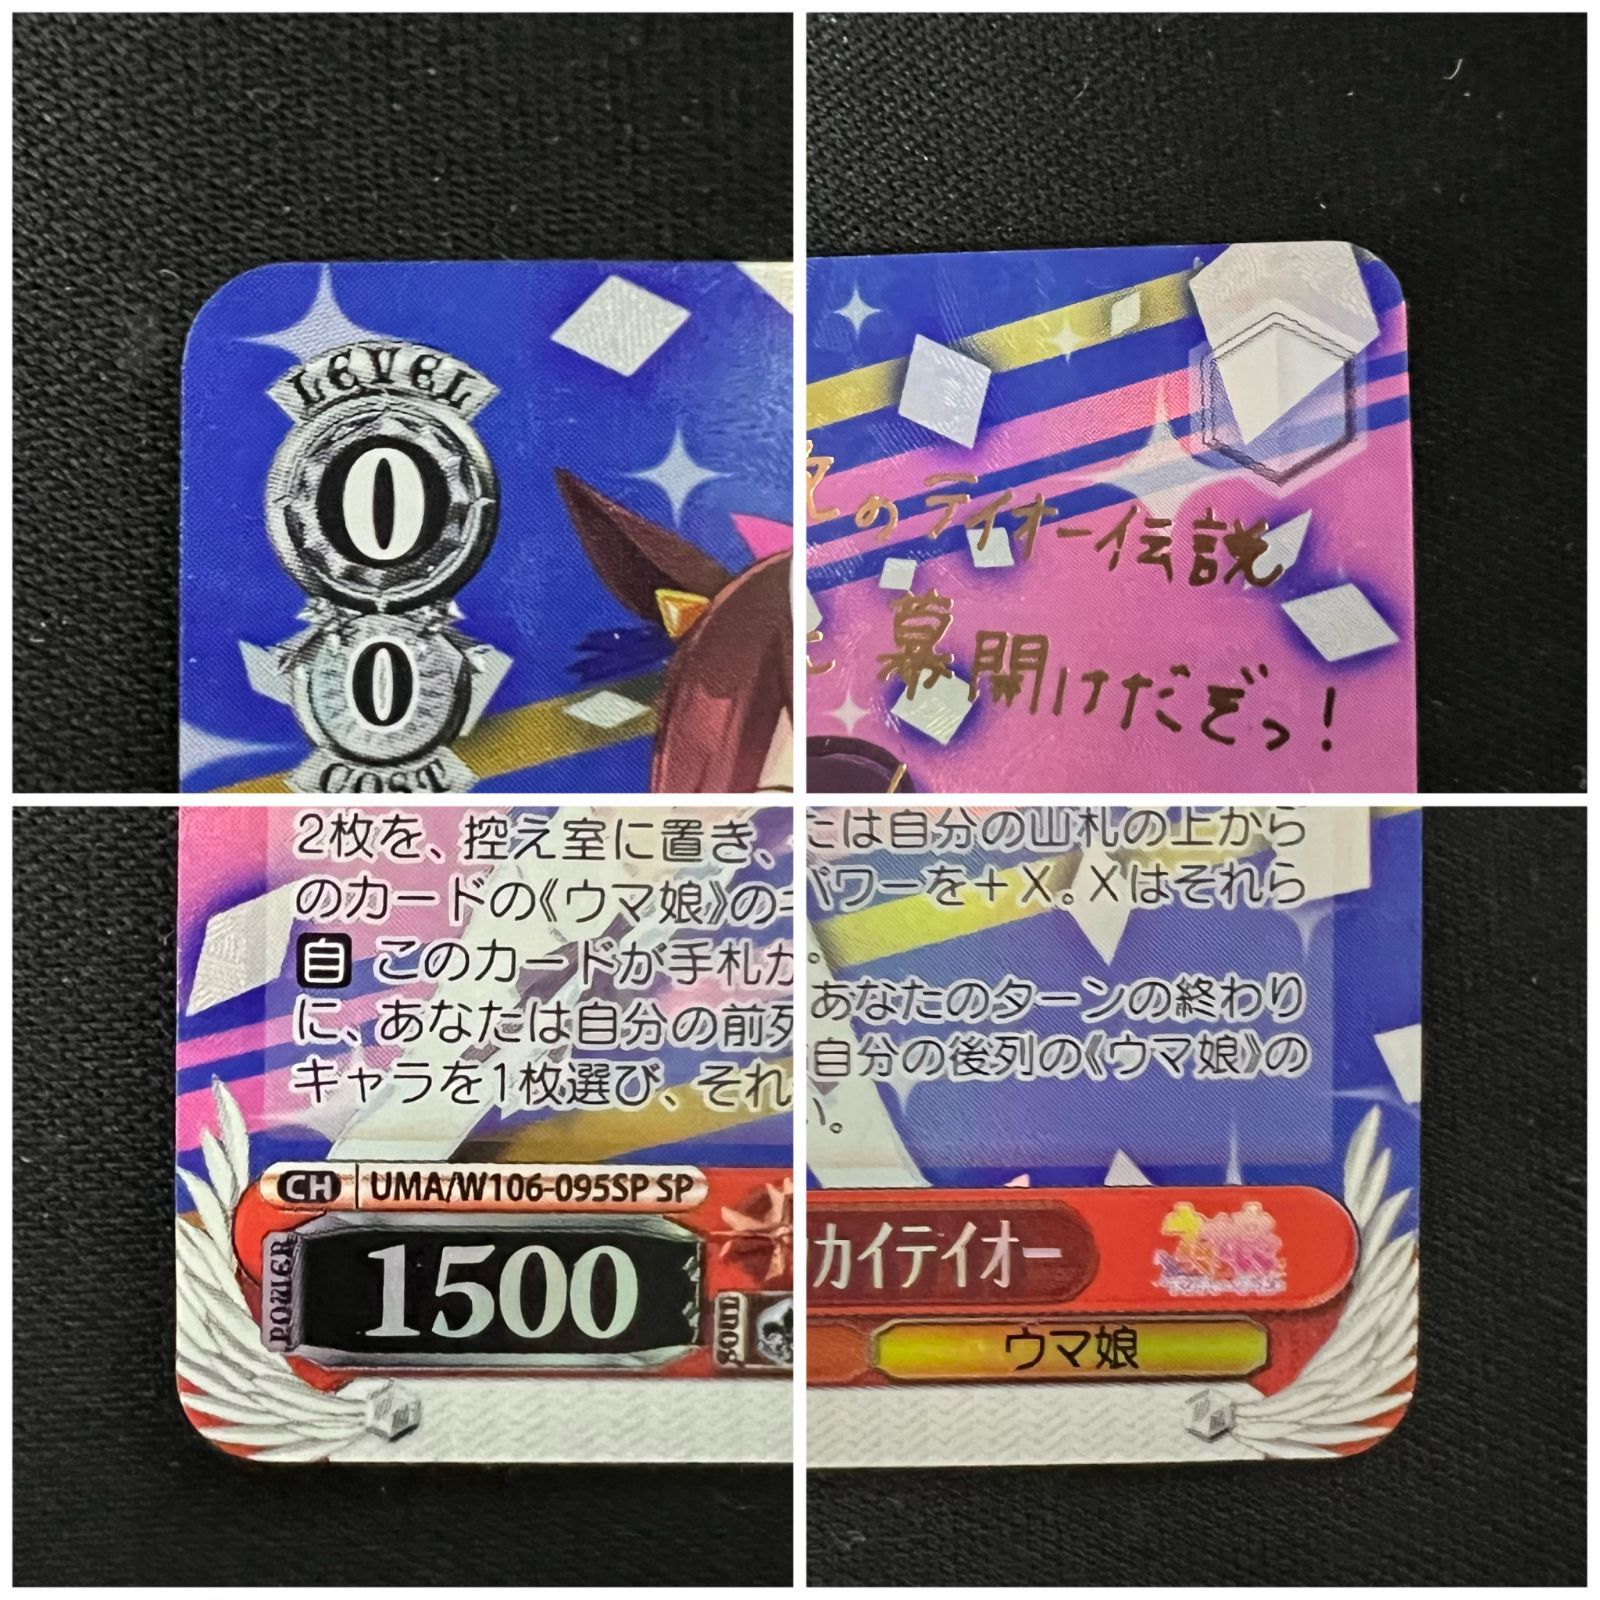 LEVEL
0
0
COST
のテイオー伝説
幕開けだぞっ!
2枚を、控え室に置き、
のカードの《ウマ娘》の
自 このカードが手札か
に、あなたは自分の前列
キャラを1枚選び、それ
CH UMA/W106-095SP SP
POWER
1500
SOUL
たは自分の山札の上から
パワーを+X。Xはそれら
。
あなたのターンの終わり
自分の後列の《ウマ娘》の
い。
カイテイオー
ウマ娘